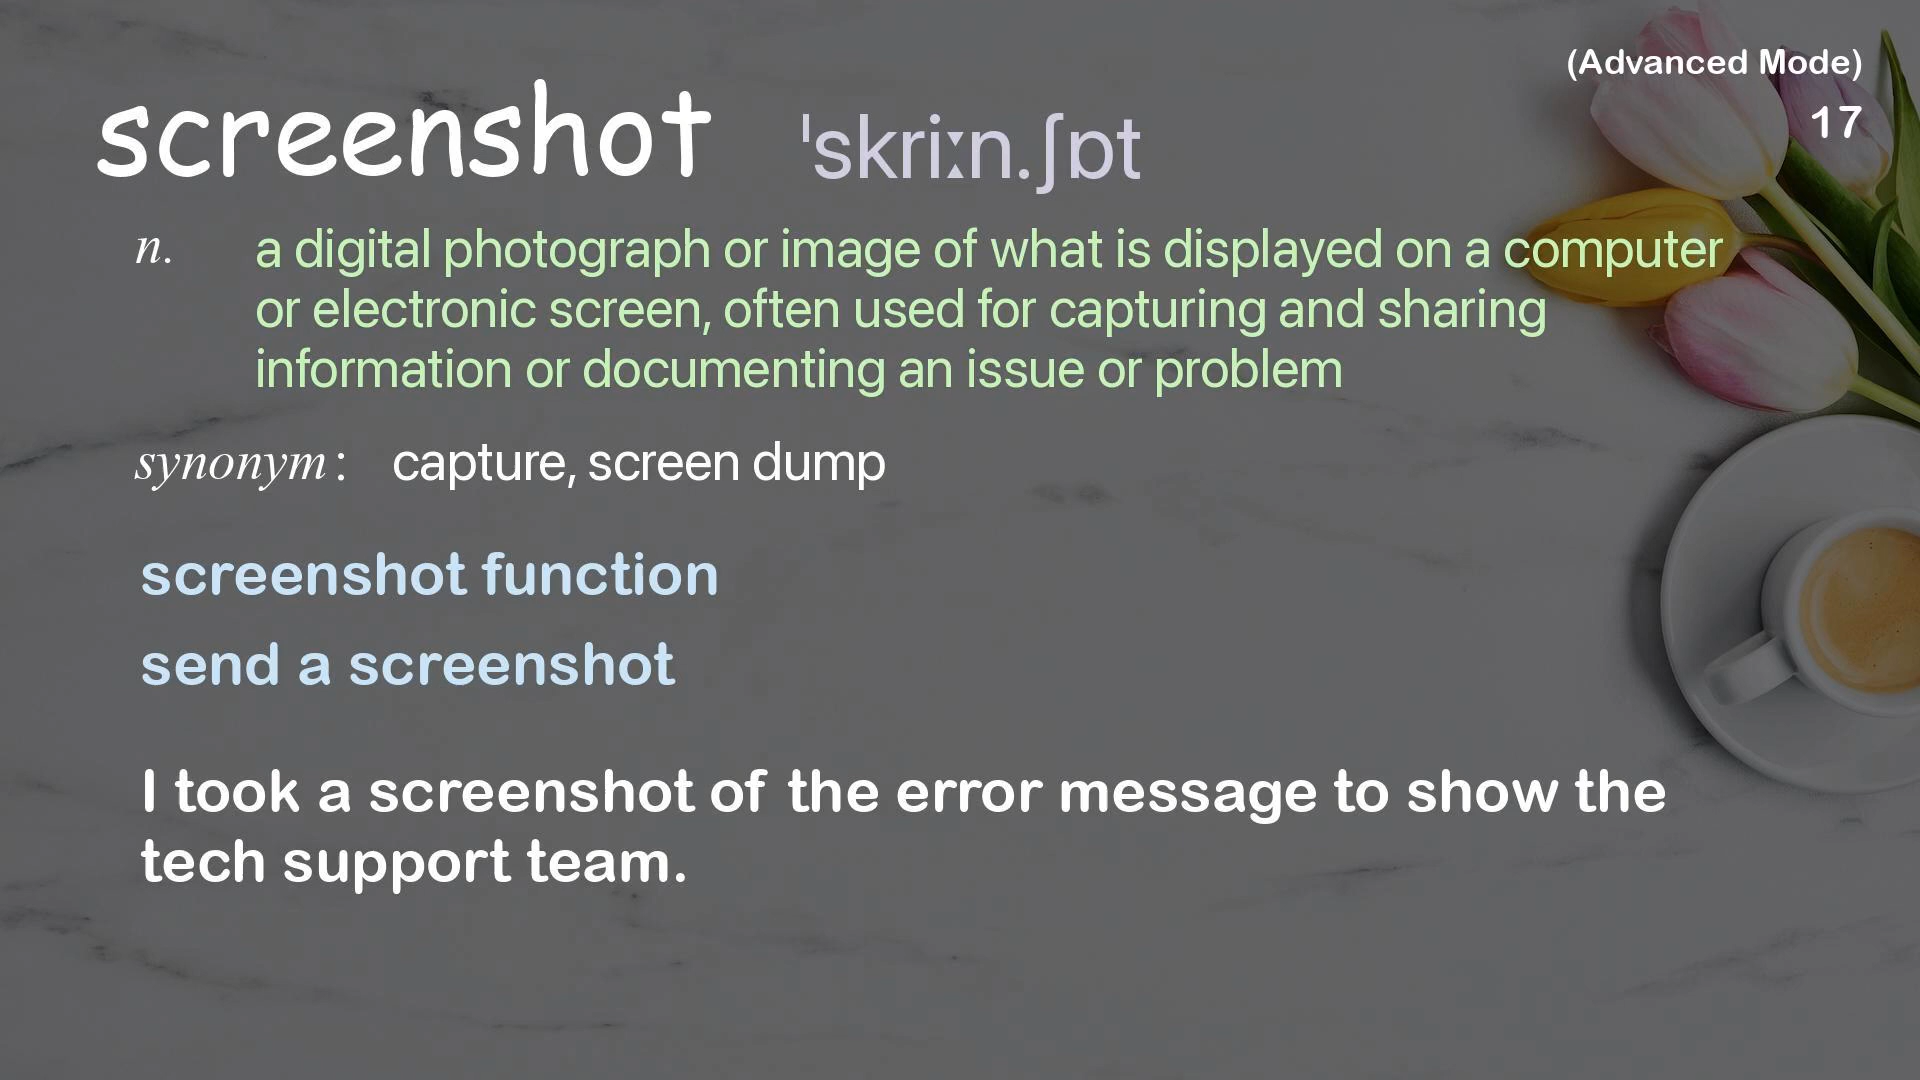 (Advanced Mode)
screenshot ˈskriːn.ʃɒt
17
n. a digital photograph or image of what is displayed on a computer
or electronic screen, often used for capturing and sharing
information or documenting an issue or problem
synonym: capture, screen dump
screenshot function
send a screenshot
I took a screenshot of the error message to show the
tech support team.